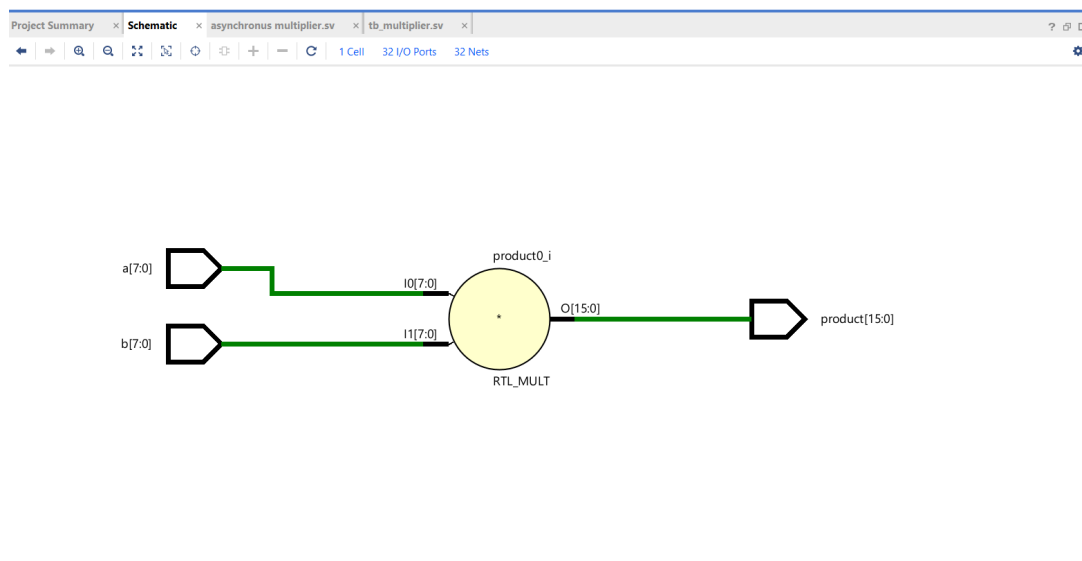 Project Summary × Schematic × asynchronus multiplier.sv × tb_multiplier.sv × ?
1 Cell 32 I/O Ports 32 Nets
product0_i
a[7:0]
I0[7:0]
O[15:0]
*
product[15:0]
b[7:0]
I1[7:0]
RTL_MULT